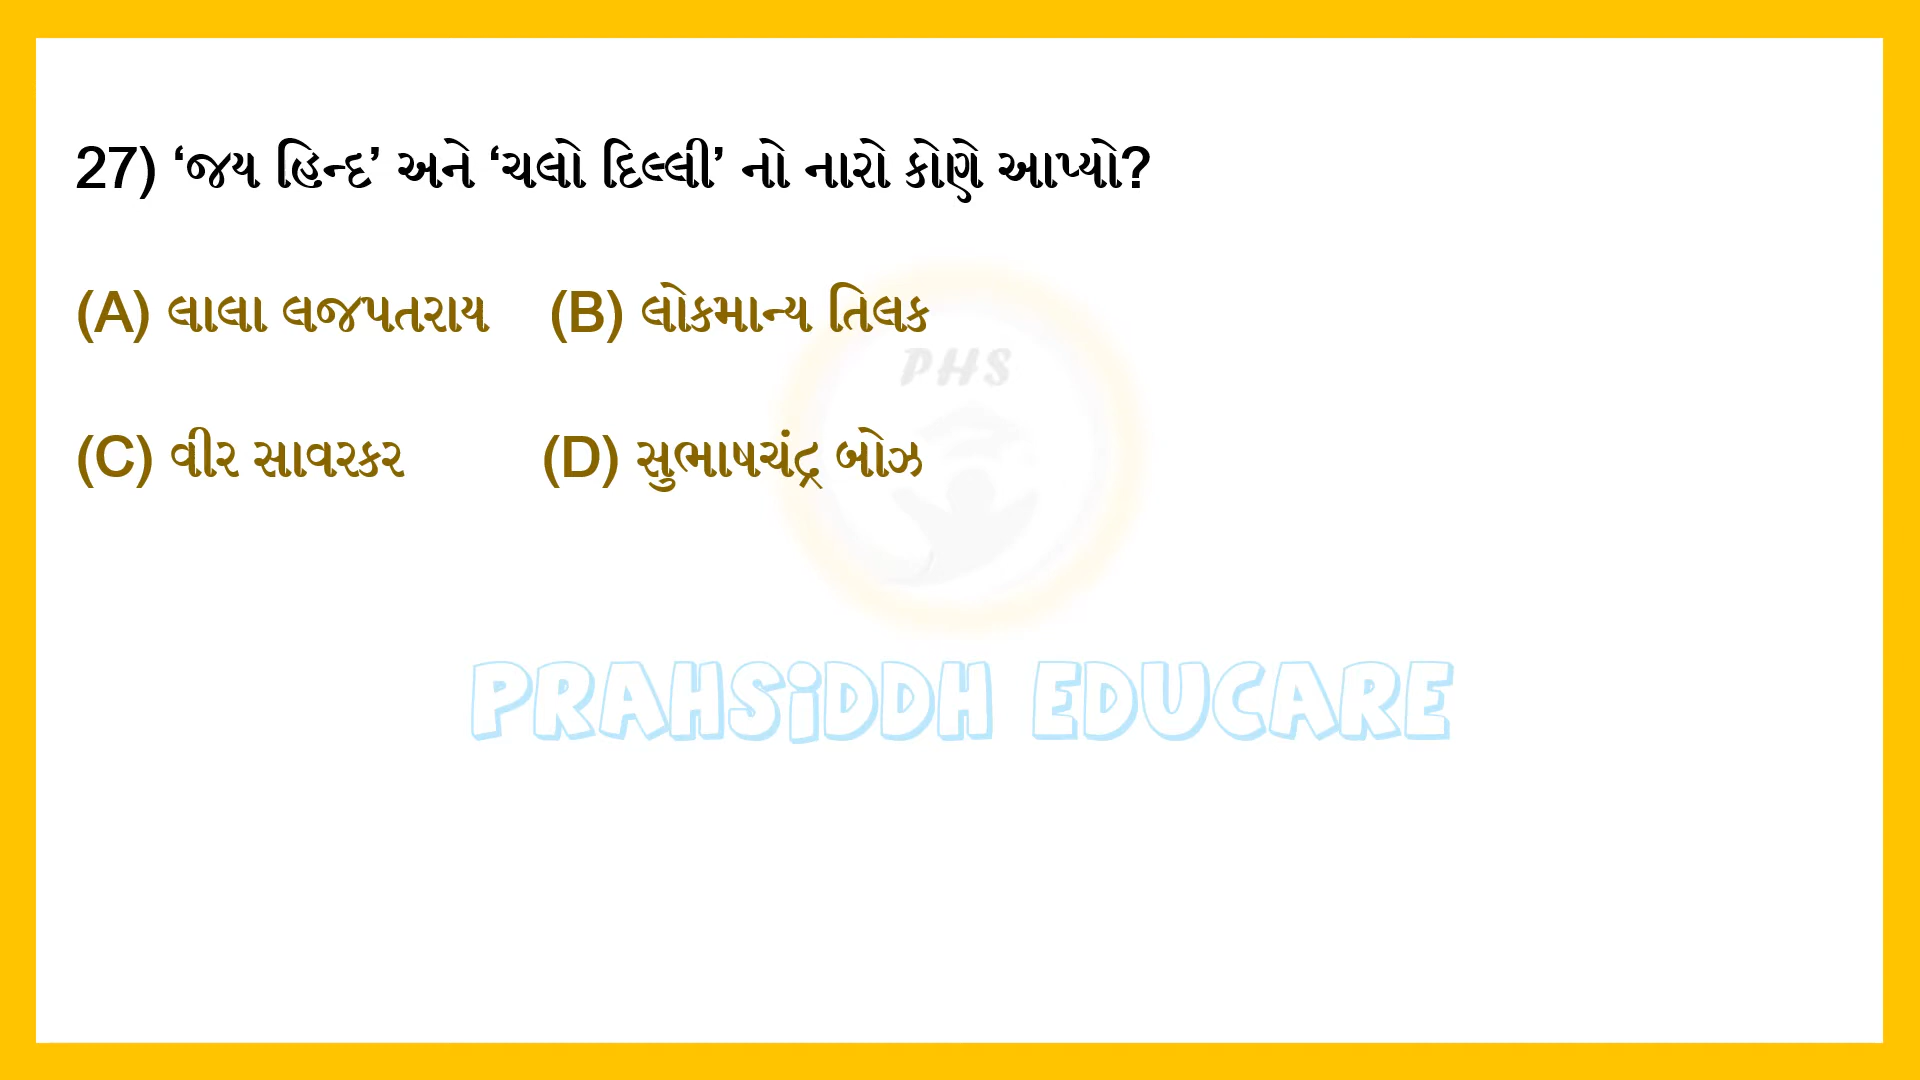 27) ‘જય હિન્દ’ અને ‘ચલો દિલ્લી’ નો નારો કોણે આપ્યો?
(A) લાલા લજપતરાય (B) લોકમાન્ય તિલક
PHS
(C) વીર સાવરકર (D) સુભાષચંદ્ર બોઝ
PRAHSiDDH EDUCARE